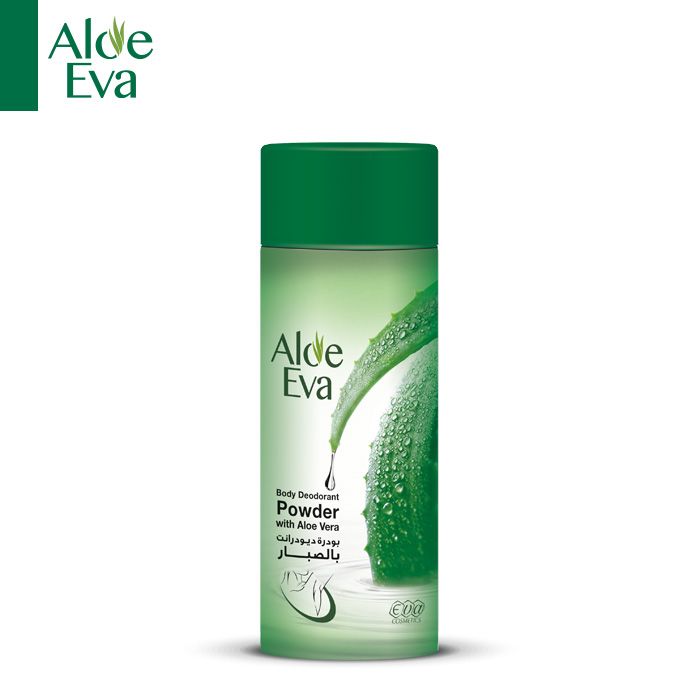 Aloe
Eva
Aloe
Eva
Body Deodorant
Powder
with Aloe Vera
بودرة ديودرانت
بالصبار
eva
COSMETICS